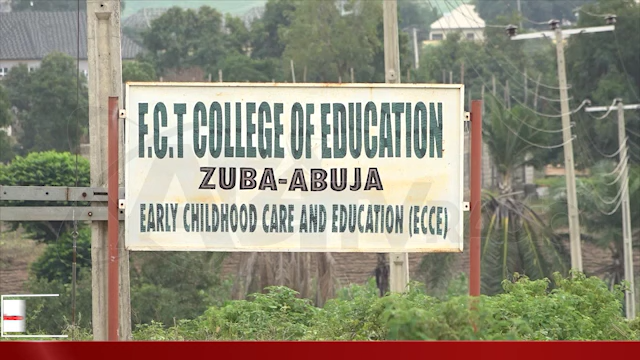 F.C.T COLLEGE OF EDUCATION
ZUBA-ABUJA
EARLY CHILDHOOD CARE AND EDUCATION (ECCE)